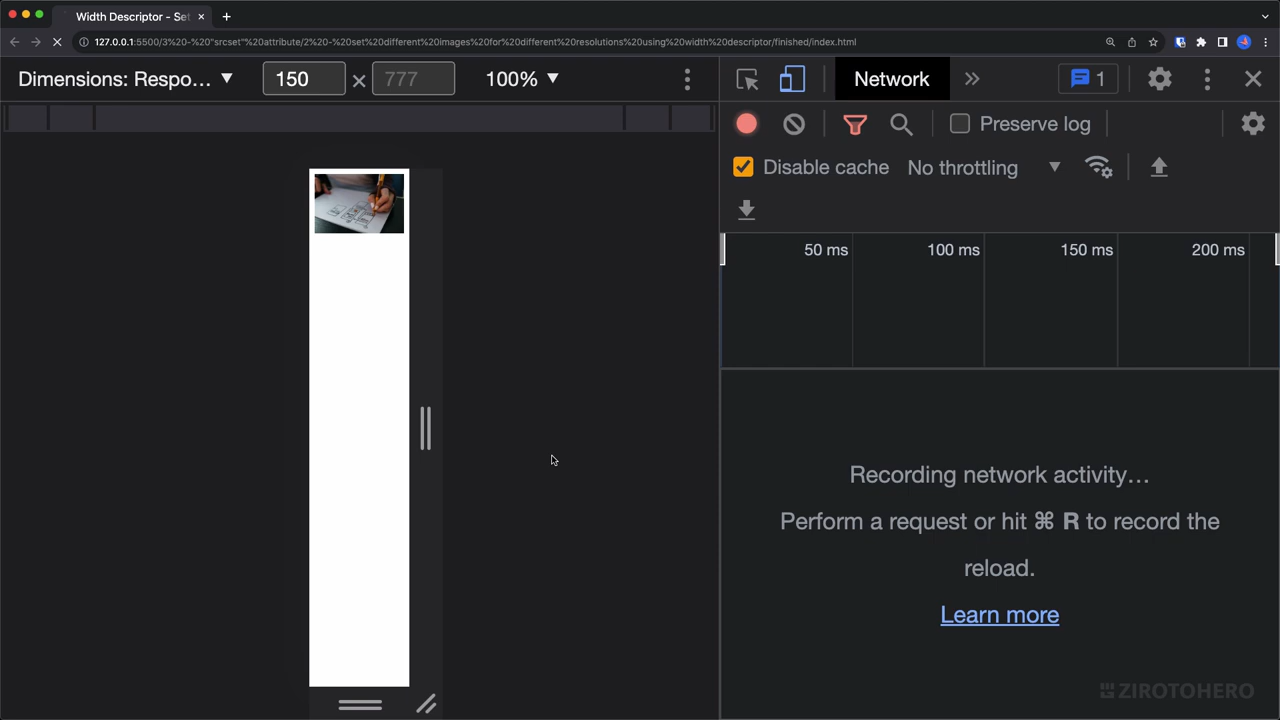 Width Descriptor - Set
127.0.0.1:5500/3%20-%20"srcset"%20attribute/2%20-%20set%20different%20images%20for%20different%20resolutions%20using%20width%20descriptor/finished/index.html
Dimensions: Respo... 150 × 777 100%
Network 1
Preserve log
Disable cache No throttling
50 ms 100 ms 150 ms 200 ms
Recording network activity...
Perform a request or hit ⌘ R to record the
reload.
Learn more
ZIROTOHERO